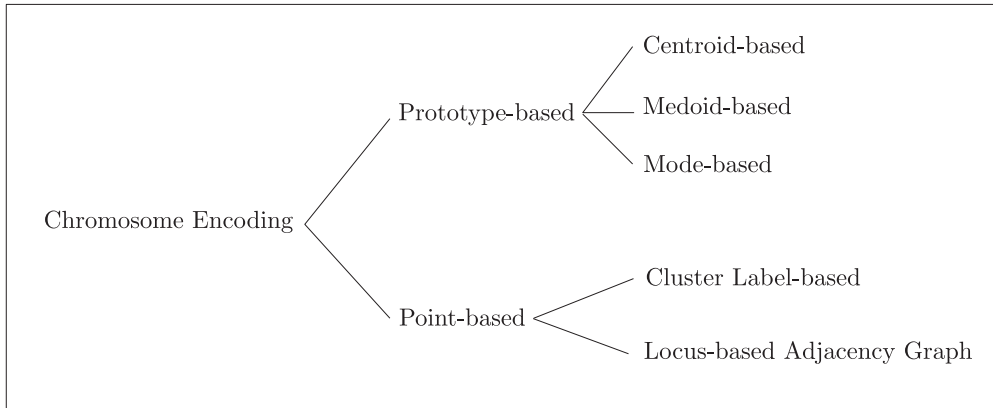 Chromosome Encoding
Prototype-based
Centroid-based
Medoid-based
Mode-based
Point-based
Cluster Label-based
Locus-based Adjacency Graph